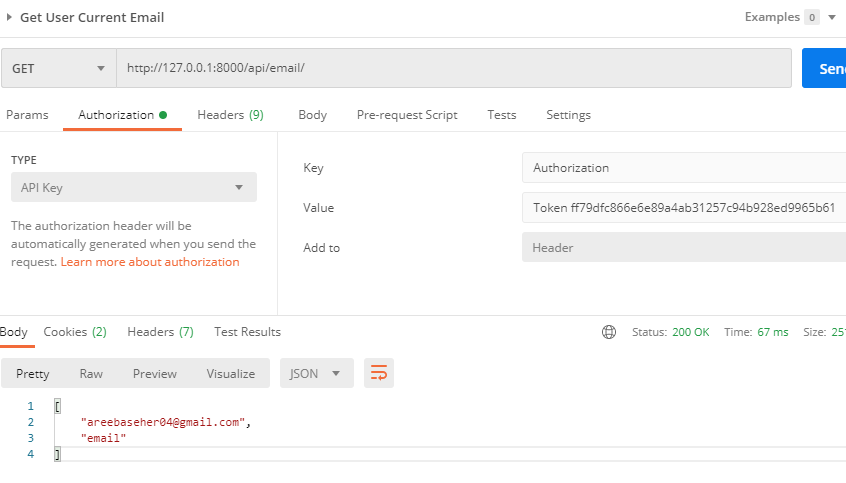 Get User Current Email
Examples 0
GET http://127.0.0.1:8000/api/email/
Params Authorization Headers (9) Body Pre-request Script Tests Settings
TYPE
API Key
The authorization header will be
automatically generated when you send the
request. Learn more about authorization
Key Authorization
Value Token ff79dfc866e6e89a4ab31257c94b928ed9965b61
Add to Header
Body Cookies (2) Headers (7) Test Results Status: 200 OK Time: 67 ms Size: 251
Pretty Raw Preview Visualize JSON
1 [
2 "areebaseher04@gmail.com",
3 "email"
4 ]